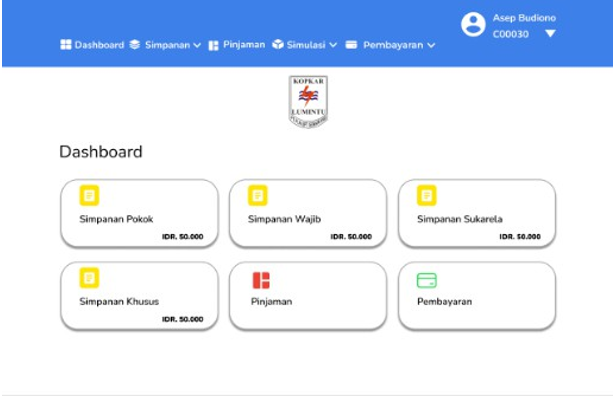 Asep Budiono
C00030
Dashboard Simpanan Pinjaman Simulasi Pembayaran
KOPKAR
LUMINTU
Dashboard
Simpanan Pokok
IDR. 50.000
Simpanan Wajib
IDR. 50.000
Simpanan Sukarela
IDR. 50.000
Simpanan Khusus
IDR. 50.000
Pinjaman
Pembayaran